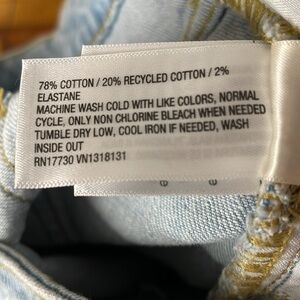 78% COTTON / 20% RECYCLED COTTON / 2%
ELASTANE
MACHINE WASH COLD WITH LIKE COLORS, NORMAL
CYCLE, ONLY NON CHLORINE BLEACH WHEN NEEDED
TUMBLE DRY LOW, COOL IRON IF NEEDED, WASH
INSIDE OUT
RN17730 VN1318131